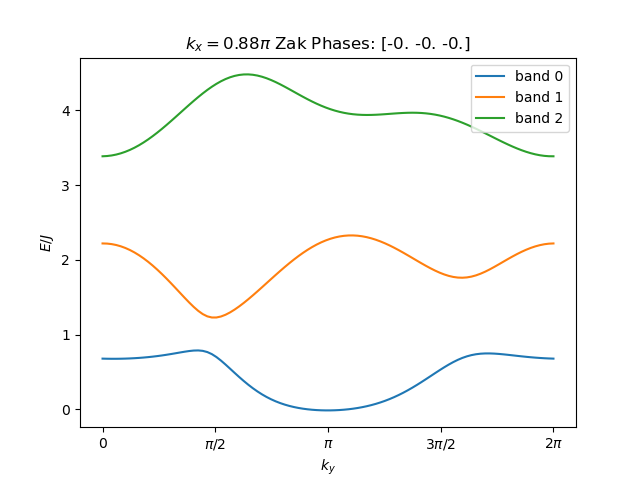 $k_x = 0.88\pi$ Zak Phases: [-0. -0. -0.]
band 0
band 1
band 2
4
3
2
1
0
E/J
0
π/2
π
3π/2
2π
$k_y$